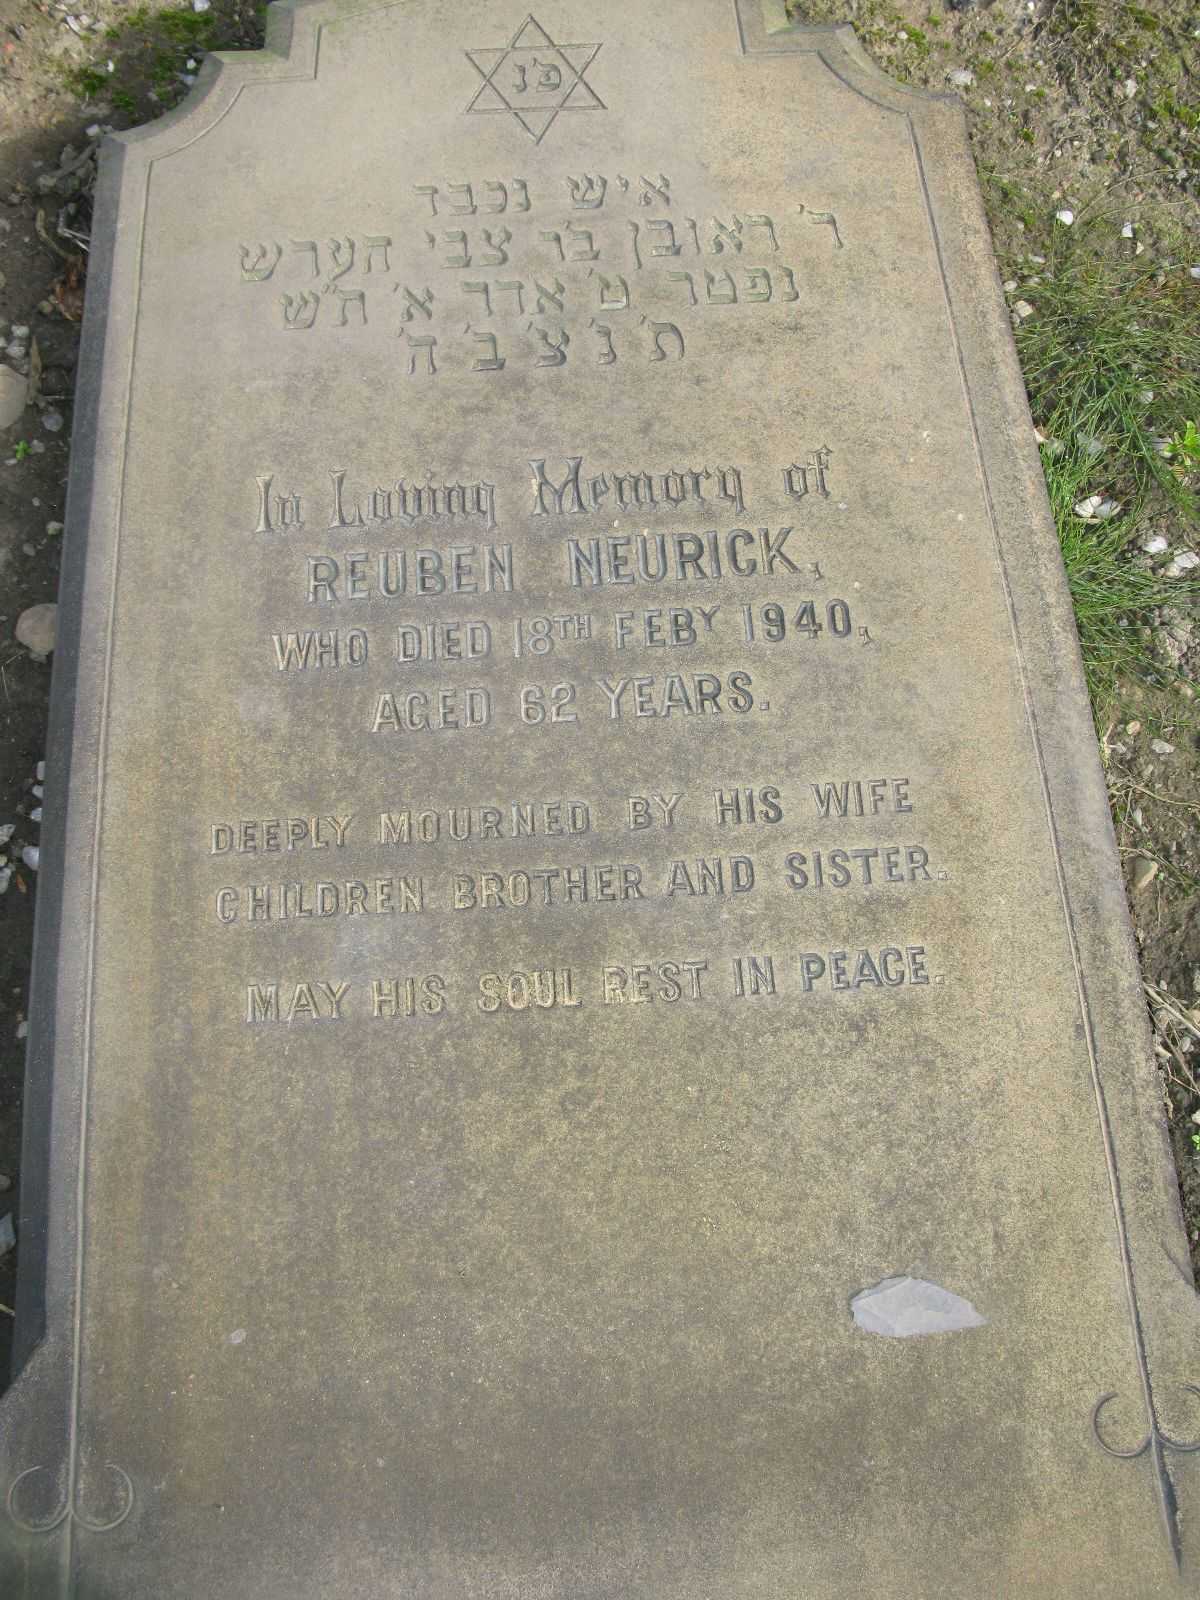 פ'נ
איש נכבד
ר' ראובן ב'ר צבי הערש
נפטר ט' אדר א' ת'ש
ת' נ' צ' ב' ה'
In Loving Memory of
REUBEN NEURICK,
WHO DIED 18TH FEBY 1940,
AGED 62 YEARS.
DEEPLY MOURNED BY HIS WIFE
CHILDREN BROTHER AND SISTER.
MAY HIS SOUL REST IN PEACE.